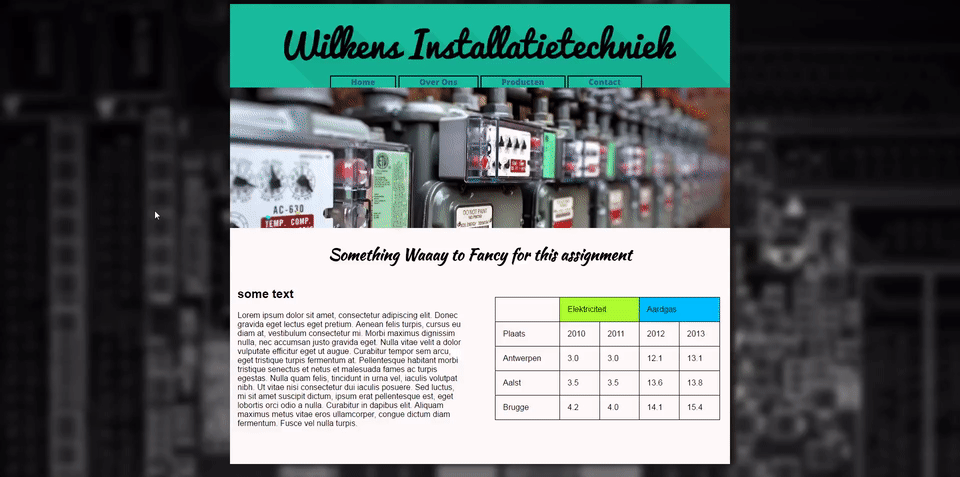 Wilkens Installatietechniek
Home Over Ons Producten Contact
AC-630
TEMP. COMP.
DO NOT PAINT
Something Waaay to Fancy for this assignment
some text
Lorem ipsum dolor sit amet, consectetur adipiscing elit. Donec
gravida eget lectus eget pretium. Aenean felis turpis, cursus eu
diam at, vestibulum consectetur mi. Morbi maximus dignissim
nulla, nec accumsan justo gravida eget. Nulla vitae velit a dolor
vulputate efficitur eget ut augue. Curabitur tempor sem arcu,
eget tristique turpis fermentum at. Pellentesque habitant morbi
tristique senectus et netus et malesuada fames ac turpis
egestas. Nulla quam felis, tincidunt in urna vel, iaculis volutpat
nibh. Ut vitae nisi consectetur dui iaculis posuere. Sed luctus,
mi sit amet suscipit dictum, ipsum erat pellentesque est, eget
lobortis orci odio a nulla. Curabitur in dapibus elit. Aliquam
maximus metus vitae eros ullamcorper, congue dictum diam
fermentum. Fusce vel nulla turpis.
Elektriciteit Aardgas
Plaats 2010 2011 2012 2013
Antwerpen 3.0 3.0 12.1 13.1
Aalst 3.5 3.5 13.6 13.8
Brugge 4.2 4.0 14.1 15.4